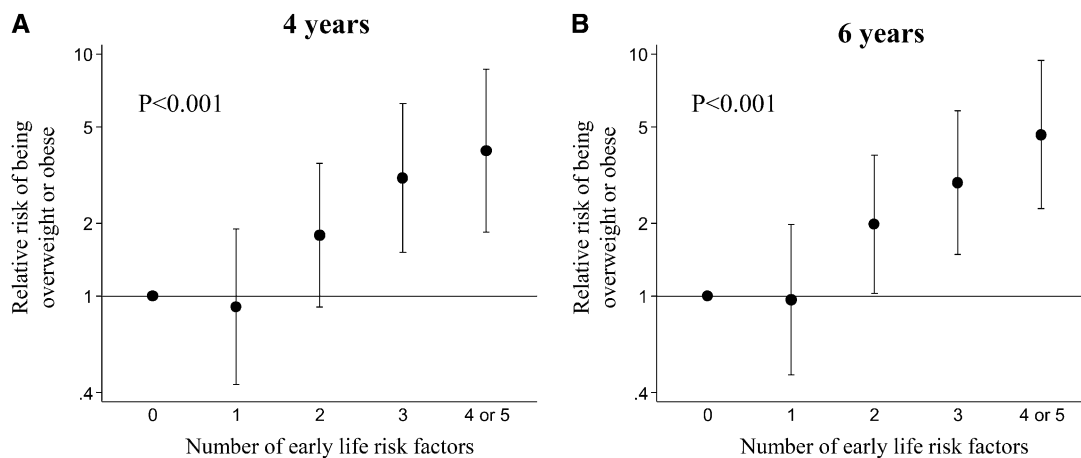 A
4 years
Relative risk of being
overweight or obese
10
5
2
1
.4
P<0.001
0 1 2 3 4 or 5
Number of early life risk factors
B
6 years
Relative risk of being
overweight or obese
10
5
2
1
.4
P<0.001
0 1 2 3 4 or 5
Number of early life risk factors